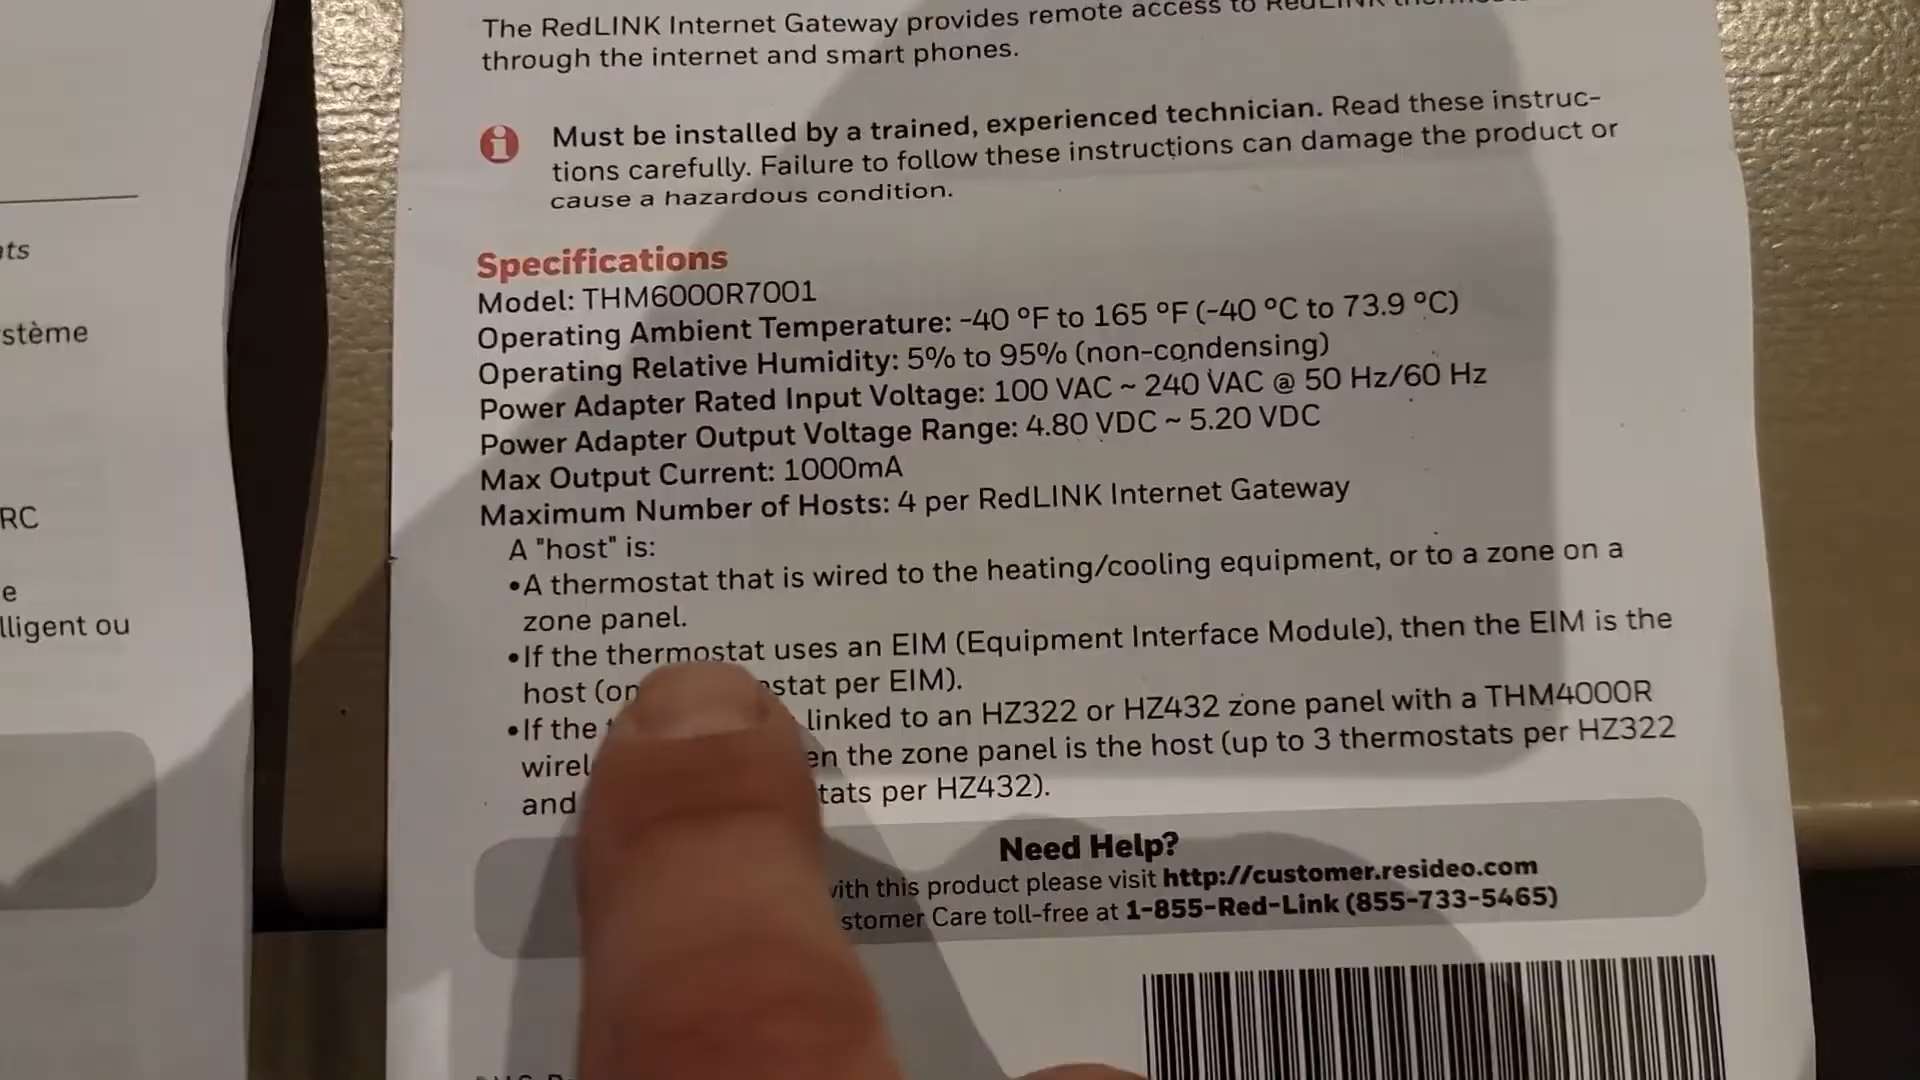 The RedLINK Internet Gateway provides remote access to RedLINK
through the internet and smart phones.
Must be installed by a trained, experienced technician. Read these instruc-
tions carefully. Failure to follow these instructions can damage the product or
cause a hazardous condition.
Specifications
Model: THM6000R7001
Operating Ambient Temperature: -40 °F to 165 °F (-40 °C to 73.9 °C)
Operating Relative Humidity: 5% to 95% (non-condensing)
Power Adapter Rated Input Voltage: 100 VAC ~ 240 VAC @ 50 Hz/60 Hz
Power Adapter Output Voltage Range: 4.80 VDC ~ 5.20 VDC
Max Output Current: 1000mA
Maximum Number of Hosts: 4 per RedLINK Internet Gateway
A "host" is:
•A thermostat that is wired to the heating/cooling equipment, or to a zone on a
zone panel.
•If the thermostat uses an EIM (Equipment Interface Module), then the EIM is the
host (on stat per EIM).
•If the linked to an HZ322 or HZ432 zone panel with a THM4000R
wirel en the zone panel is the host (up to 3 thermostats per HZ322
and tats per HZ432).
Need Help?
with this product please visit http://customer.resideo.com
stomer Care toll-free at 1-855-Red-Link (855-733-5465)
ts
stème
RC
e
lligent ou